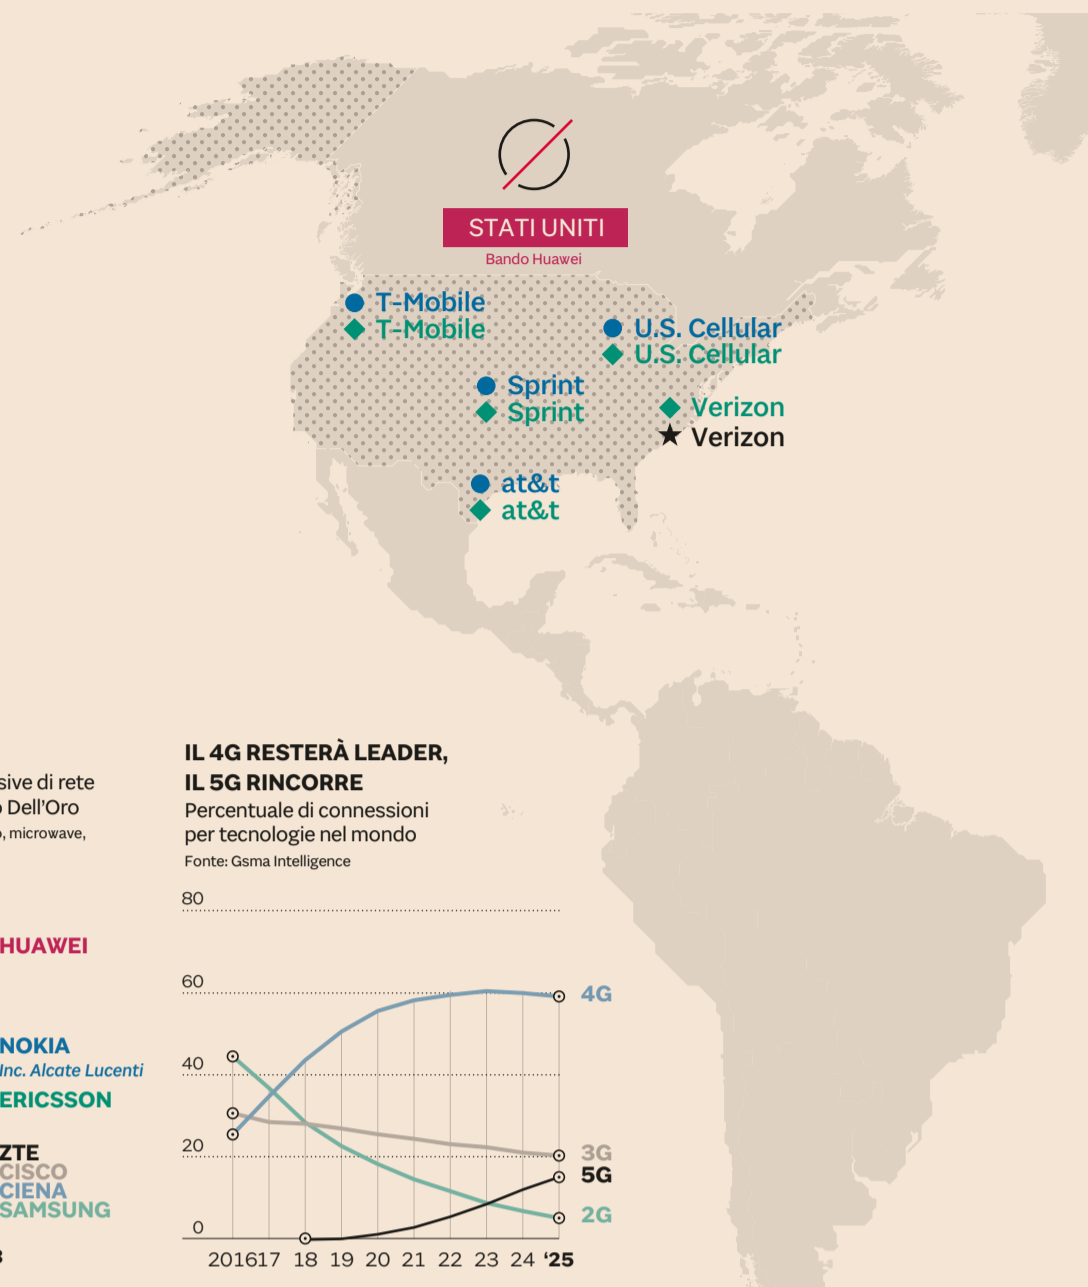 STATI UNITI
Bando Huawei
T-Mobile
T-Mobile
U.S. Cellular
U.S. Cellular
Sprint
Sprint
Verizon
Verizon
at&t
at&t
sive di rete
o Dell'Oro
o, microwave,
HUAWEI
NOKIA
Inc. Alcate Lucenti
ERICSSON
ZTE
CISCO
CIENA
SAMSUNG
IL 4G RESTERÀ LEADER,
IL 5G RINCORRE
Percentuale di connessioni
per tecnologie nel mondo
Fonte: Gsma Intelligence
80
60
40
20
0
4G
3G
5G
2G
2016 17 18 19 20 21 22 23 24 ‘25